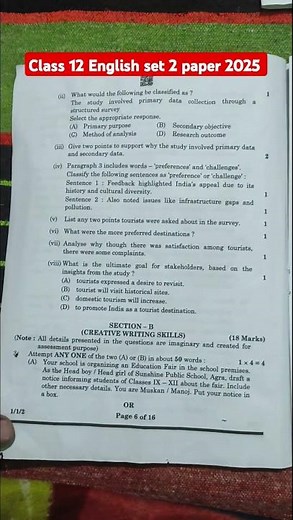 Class 12 English set 2 paper 2025
(ii) What would the following be classified as ? 1
The study involved primary data collection through a
structured survey
Select the appropriate response.
(A) Primary purpose (B) Secondary objective
(C) Method of analysis (D) Research outcome
(iii) Give two points to support why the study involved primary data
and secondary data. 2
(iv) Paragraph 3 includes words – 'preferences' and 'challenges'.
Classify the following sentences as 'preference' or 'challenge' :
Sentence 1 : Feedback highlighted India's appeal due to its
history and cultural diversity. 1
Sentence 2 : Also noted issues like infrastructure gaps and
pollution. 1
(v) List any two points tourists were asked about in the survey. 1
(vi) What were the more preferred destinations ? 1
(vii) Analyse why though there was satisfaction among tourists,
there were some complaints. 1
(viii) What is the ultimate goal for stakeholders, based on the
insights from the study ? 1
(A) tourists expressed a desire to revisit.
(B) tourist will visit historical sites.
(C) domestic tourism will increase.
(D) to promote India as a tourist destination.
SECTION – B
(CREATIVE WRITING SKILLS) (18 Marks)
(Note : All details presented in the questions are imaginary and created for
assessment purpose)
Attempt ANY ONE of the two (A) or (B) in about 50 words : 1 × 4 = 4
(A) Your school is organising an Education Fair in the school premises.
As the Head boy / Head girl of Sunshine Public School, Agra, draft a
notice informing students of Classes IX – XII about the fair. Include
other necessary details. You are Muskan / Manoj. Put your notice in
a box.
OR
1/1/2 Page 6 of 16